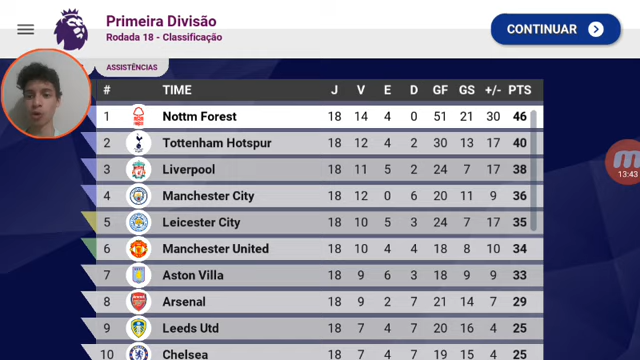 Primeira Divisão
Rodada 18 - Classificação
CONTINUAR
ASSISTÊNCIAS
# TIME J V E D GF GS +/- PTS
1 Nottm Forest 18 14 4 0 51 21 30 46
2 Tottenham Hotspur 18 12 4 2 30 13 17 40
3 Liverpool 18 11 5 2 24 7 17 38
4 Manchester City 18 12 0 6 20 11 9 36
5 Leicester City 18 10 5 3 24 7 17 35
6 Manchester United 18 10 4 4 18 8 10 34
7 Aston Villa 18 9 6 3 18 9 9 33
8 Arsenal 18 9 2 7 21 14 7 29
9 Leeds Utd 18 7 4 7 20 16 4 25
10 Chelsea 18 7 4 7 19 15 4 25
13:43